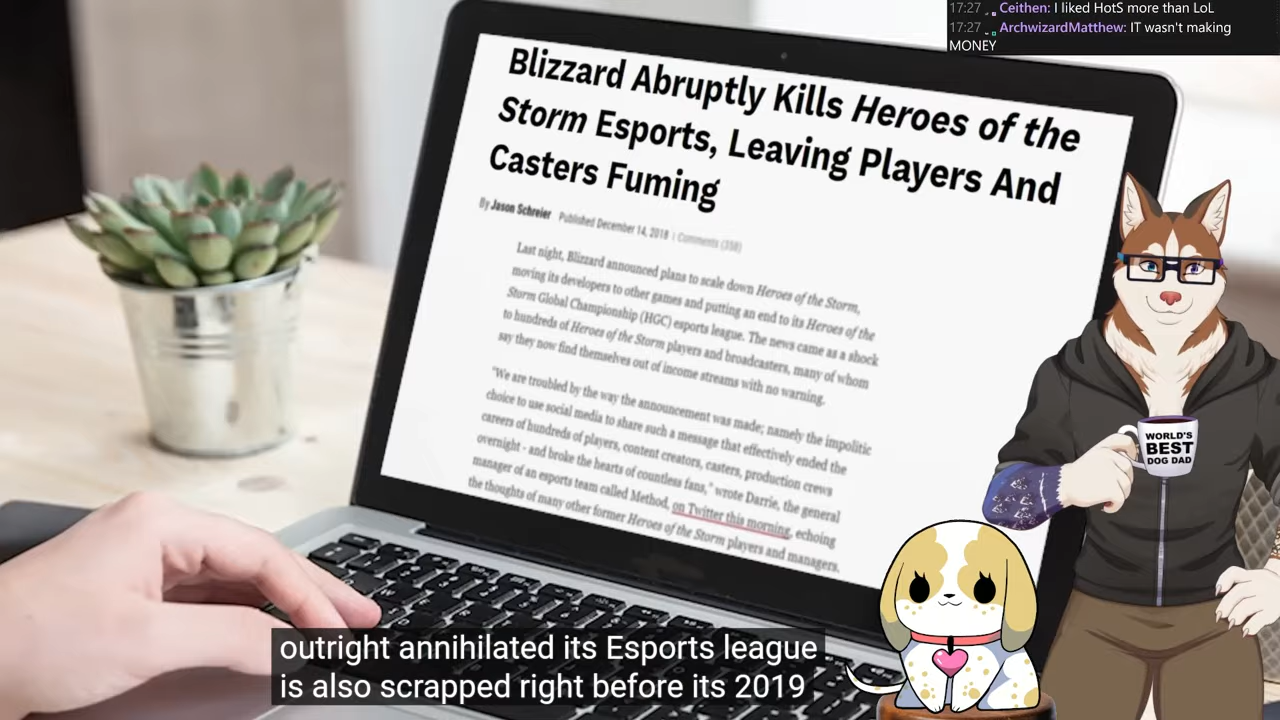 17:27 Ceithen: I liked HotS more than LoL
17:27 ArchwizardMatthew: IT wasn't making
MONEY
Blizzard Abruptly Kills Heroes of the
Storm Esports, Leaving Players And
Casters Fuming
By Jason Schreier Published December 14, 2018 | Comments (358)
Last night, Blizzard announced plans to scale down Heroes of the Storm,
moving its developers to other games and putting an end to its Heroes of the
Storm Global Championship (HGC) esports league. The news came as a shock
to hundreds of Heroes of the Storm players and broadcasters, many of whom
say they now find themselves out of income streams with no warning.
"We are troubled by the way the announcement was made; namely the impolitic
choice to use social media to share such a message that effectively ended the
careers of hundreds of players, content creators, casters, production crews
overnight - and broke the hearts of countless fans," wrote Darrie, the general
manager of an esports team called Method, on Twitter this morning, echoing
the thoughts of many other former Heroes of the Storm players and managers.
WORLD'S
BEST
DOG DAD
outright annihilated its Esports league
is also scrapped right before its 2019